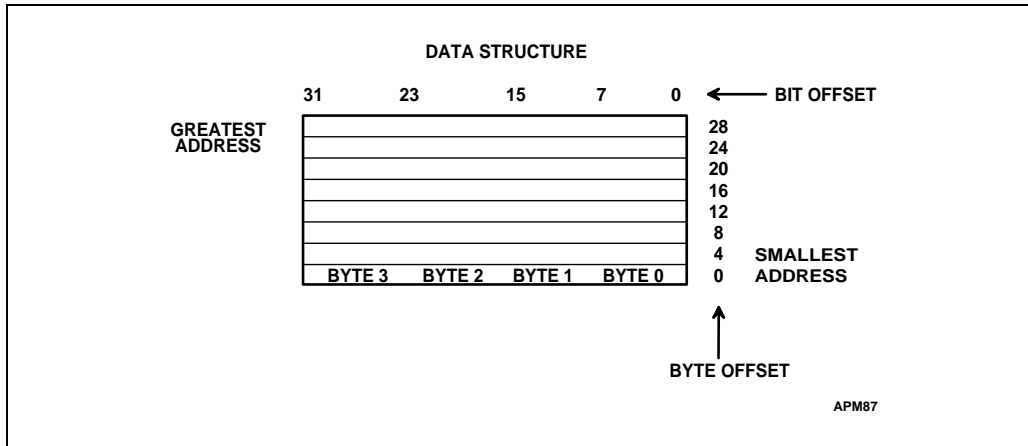 DATA STRUCTURE
31 23 15 7 0 BIT OFFSET
GREATEST
ADDRESS
28
24
20
16
12
8
4 SMALLEST
BYTE 3 BYTE 2 BYTE 1 BYTE 0 0 ADDRESS
BYTE OFFSET
APM87